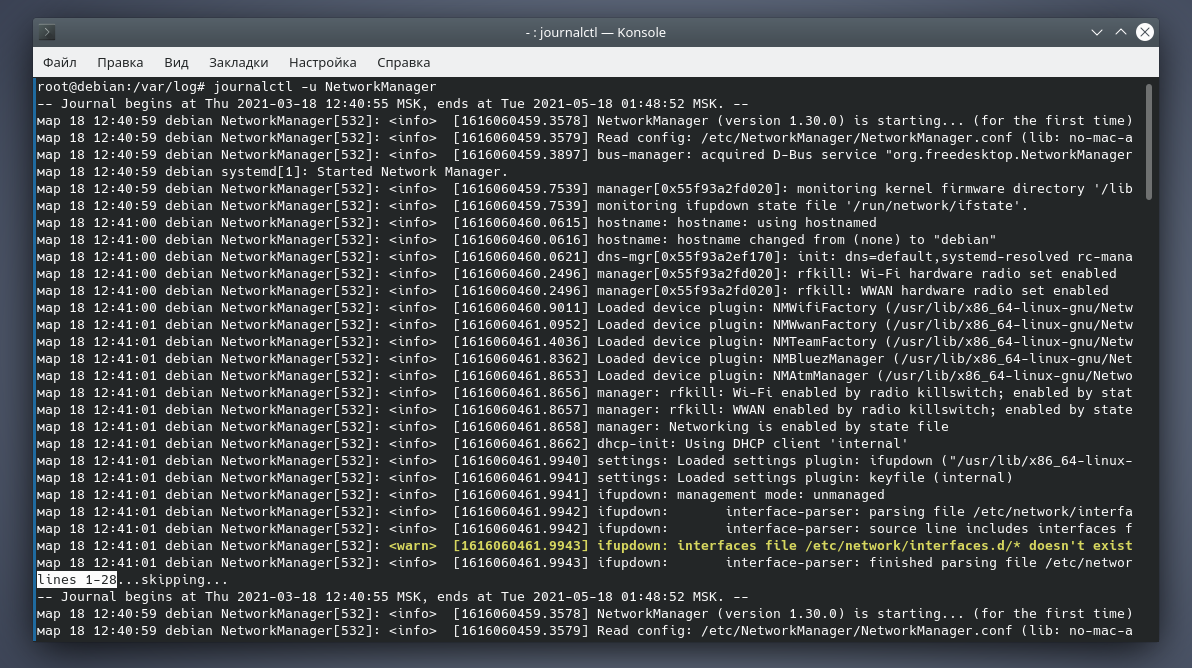 - : journalctl — Konsole
Файл Правка Вид Закладки Настройка Справка
root@debian:/var/log# journalctl -u NetworkManager
-- Journal begins at Thu 2021-03-18 12:40:55 MSK, ends at Tue 2021-05-18 01:48:52 MSK. --
мар 18 12:40:59 debian NetworkManager[532]: <info>  [1616060459.3578] NetworkManager (version 1.30.0) is starting... (for the first time)
мар 18 12:40:59 debian NetworkManager[532]: <info>  [1616060459.3579] Read config: /etc/NetworkManager/NetworkManager.conf (lib: no-mac-a
мар 18 12:40:59 debian NetworkManager[532]: <info>  [1616060459.3897] bus-manager: acquired D-Bus service "org.freedesktop.NetworkManager
мар 18 12:40:59 debian systemd[1]: Started Network Manager.
мар 18 12:40:59 debian NetworkManager[532]: <info>  [1616060459.7539] manager[0x55f93a2fd020]: monitoring kernel firmware directory '/lib
мар 18 12:40:59 debian NetworkManager[532]: <info>  [1616060459.7539] monitoring ifupdown state file '/run/network/ifstate'.
мар 18 12:41:00 debian NetworkManager[532]: <info>  [1616060460.0615] hostname: hostname: using hostnamed
мар 18 12:41:00 debian NetworkManager[532]: <info>  [1616060460.0616] hostname: hostname changed from (none) to "debian"
мар 18 12:41:00 debian NetworkManager[532]: <info>  [1616060460.0621] dns-mgr[0x55f93a2ef170]: init: dns=default,systemd-resolved rc-mana
мар 18 12:41:00 debian NetworkManager[532]: <info>  [1616060460.2496] manager[0x55f93a2fd020]: rfkill: Wi-Fi hardware radio set enabled
мар 18 12:41:00 debian NetworkManager[532]: <info>  [1616060460.2496] manager[0x55f93a2fd020]: rfkill: WWAN hardware radio set enabled
мар 18 12:41:00 debian NetworkManager[532]: <info>  [1616060460.9011] Loaded device plugin: NMWifiFactory (/usr/lib/x86_64-linux-gnu/Netw
мар 18 12:41:01 debian NetworkManager[532]: <info>  [1616060461.0952] Loaded device plugin: NMWwanFactory (/usr/lib/x86_64-linux-gnu/Netw
мар 18 12:41:01 debian NetworkManager[532]: <info>  [1616060461.4036] Loaded device plugin: NMTeamFactory (/usr/lib/x86_64-linux-gnu/Netw
мар 18 12:41:01 debian NetworkManager[532]: <info>  [1616060461.8362] Loaded device plugin: NMBluezManager (/usr/lib/x86_64-linux-gnu/Net
мар 18 12:41:01 debian NetworkManager[532]: <info>  [1616060461.8653] Loaded device plugin: NMAtmManager (/usr/lib/x86_64-linux-gnu/Netwo
мар 18 12:41:01 debian NetworkManager[532]: <info>  [1616060461.8656] manager: rfkill: Wi-Fi enabled by radio killswitch; enabled by stat
мар 18 12:41:01 debian NetworkManager[532]: <info>  [1616060461.8657] manager: rfkill: WWAN enabled by radio killswitch; enabled by state
мар 18 12:41:01 debian NetworkManager[532]: <info>  [1616060461.8658] manager: Networking is enabled by state file
мар 18 12:41:01 debian NetworkManager[532]: <info>  [1616060461.8662] dhcp-init: Using DHCP client 'internal'
мар 18 12:41:01 debian NetworkManager[532]: <info>  [1616060461.9940] settings: Loaded settings plugin: ifupdown ("/usr/lib/x86_64-linux-
мар 18 12:41:01 debian NetworkManager[532]: <info>  [1616060461.9941] settings: Loaded settings plugin: keyfile (internal)
мар 18 12:41:01 debian NetworkManager[532]: <info>  [1616060461.9941] ifupdown: management mode: unmanaged
мар 18 12:41:01 debian NetworkManager[532]: <info>  [1616060461.9942] ifupdown:       interface-parser: parsing file /etc/network/interfa
мар 18 12:41:01 debian NetworkManager[532]: <info>  [1616060461.9942] ifupdown:       interface-parser: source line includes interfaces f
мар 18 12:41:01 debian NetworkManager[532]: <warn>  [1616060461.9943] ifupdown: interfaces file /etc/network/interfaces.d/* doesn't exist
мар 18 12:41:01 debian NetworkManager[532]: <info>  [1616060461.9943] ifupdown:       interface-parser: finished parsing file /etc/networ
lines 1-28...skipping...
-- Journal begins at Thu 2021-03-18 12:40:55 MSK, ends at Tue 2021-05-18 01:48:52 MSK. --
мар 18 12:40:59 debian NetworkManager[532]: <info>  [1616060459.3578] NetworkManager (version 1.30.0) is starting... (for the first time)
мар 18 12:40:59 debian NetworkManager[532]: <info>  [1616060459.3579] Read config: /etc/NetworkManager/NetworkManager.conf (lib: no-mac-a